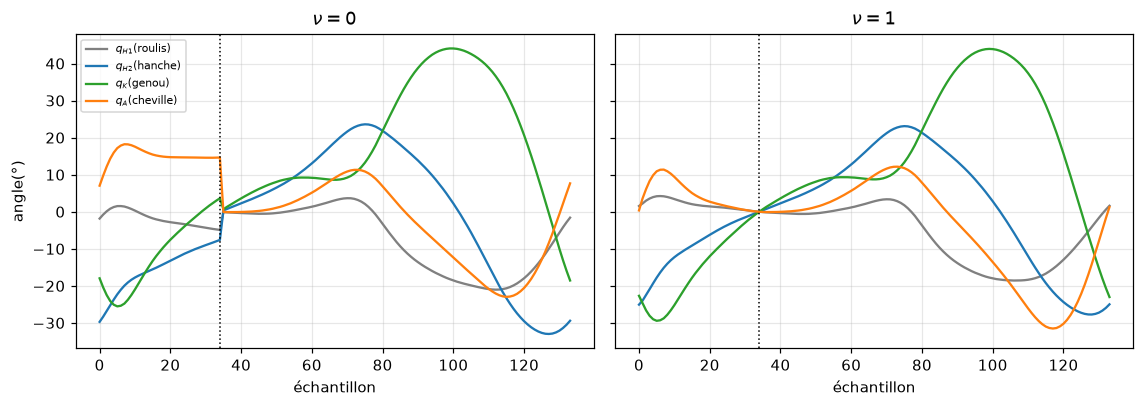 ν = 0
ν = 1
angle(°)
40
30
20
10
0
−10
−20
−30
q_H1(roulis)
q_H2(hanche)
q_K(genou)
q_A(cheville)
0 20 40 60 80 100 120
0 20 40 60 80 100 120
échantillon
échantillon